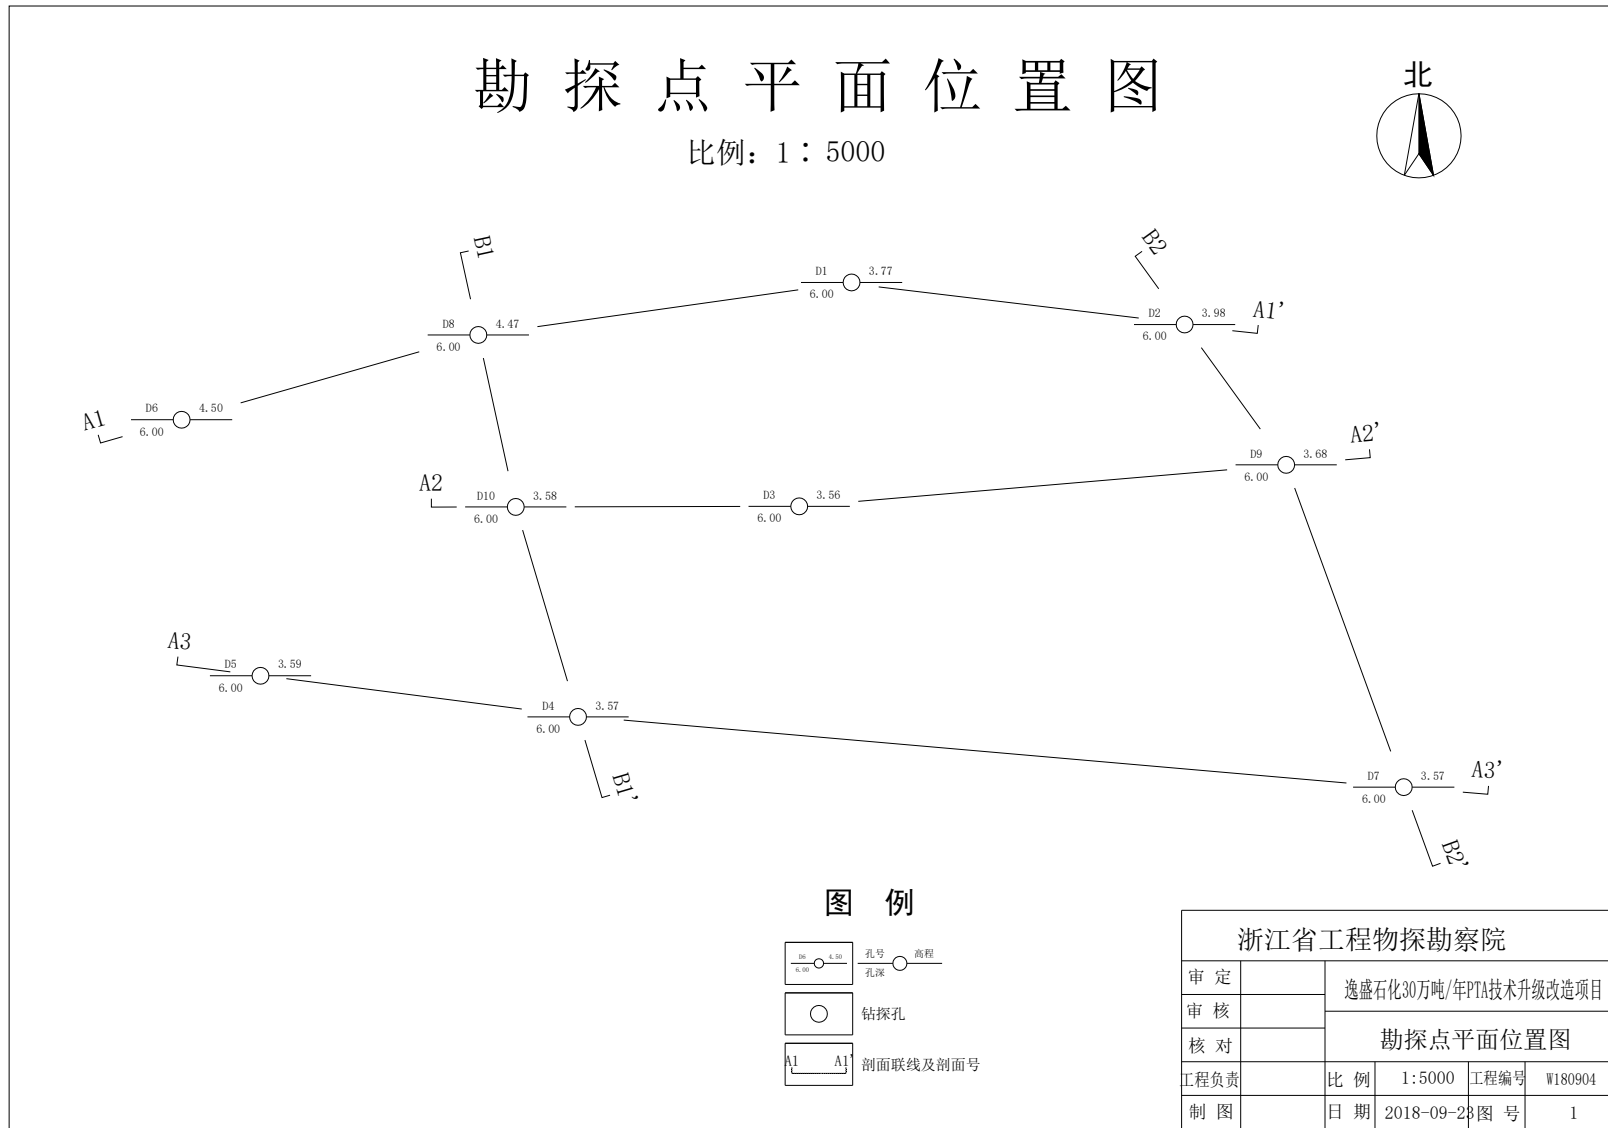 勘探点平面位置图
北
比例：1：5000
B1
B2
D1 3.77
6.00
D8 4.47
6.00
D2 3.98
6.00
A1'
A1
D6 4.50
6.00
A2'
D9 3.68
6.00
A2
D10 3.58
6.00
D3 3.56
6.00
A3
D5 3.59
6.00
D4 3.57
6.00
B1'
D7 3.57
6.00
A3'
B2'
图 例
D6 4.50
6.00
孔号 高程
孔深
钻探孔
A1 A1'
剖面联线及剖面号
浙江省工程物探勘察院
审 定
逸盛石化30万吨/年PTA技术升级改造项目
审 核
核 对
勘探点平面位置图
工程负责 比 例 1:5000 工程编号 W180904
制 图 日 期 2018-09-23 图 号 1